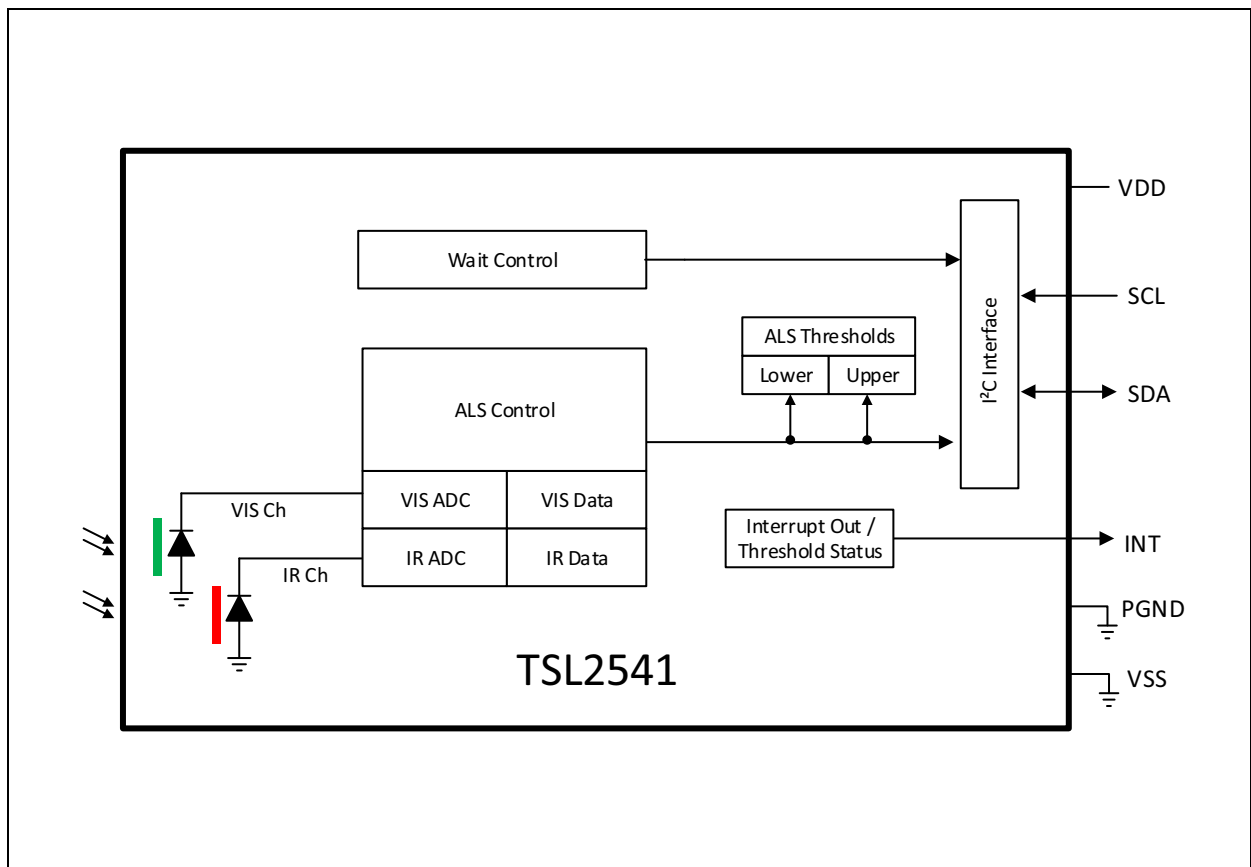 VDD
Wait Control
SCL
I²C Interface
ALS Thresholds
Lower
Upper
SDA
ALS Control
VIS Ch
VIS ADC
VIS Data
Interrupt Out /
Threshold Status
INT
IR Ch
IR ADC
IR Data
PGND
TSL2541
VSS